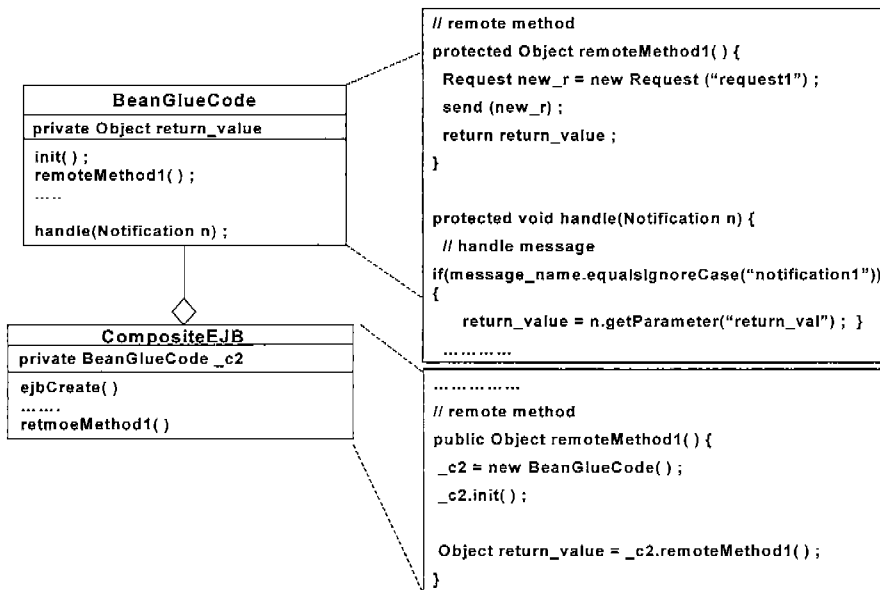 BeanGlueCode
private Object return_value
init( ) ;
remoteMethod1( ) ;
.....
handle(Notification n) ;
CompositeEJB
private BeanGlueCode _c2
ejbCreate( )
.......
retmoeMethod1( )
// remote method
protected Object remoteMethod1( ) {
Request new_r = new Request (“request1”) ;
send (new_r) ;
return return_value ;
}
protected void handle(Notification n) {
// handle message
if(message_name.equalsIgnoreCase(“notification1”))
{
return_value = n.getParameter(“return_val”) ; }
............
...............
// remote method
public Object remoteMethod1( ) {
_c2 = new BeanGlueCode( ) ;
_c2.init( ) ;
Object return_value = _c2.remoteMethod1( ) ;
}